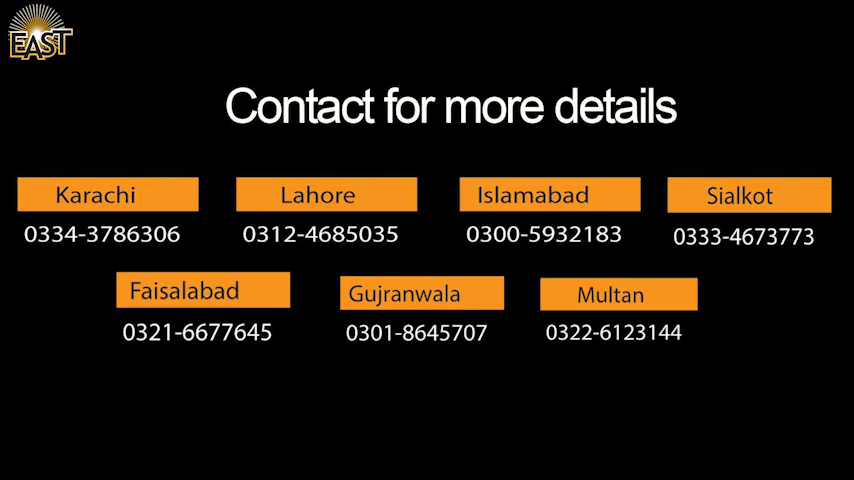 EAST
Contact for more details
Karachi Lahore Islamabad Sialkot
0334-3786306 0312-4685035 0300-5932183 0333-4673773
Faisalabad Gujranwala Multan
0321-6677645 0301-8645707 0322-6123144